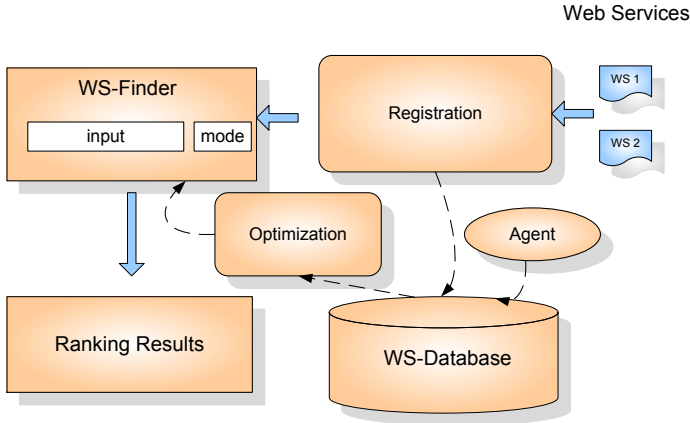 Web Services
WS-Finder
input
mode
Registration
WS 1
WS 2
Optimization
Agent
Ranking Results
WS-Database